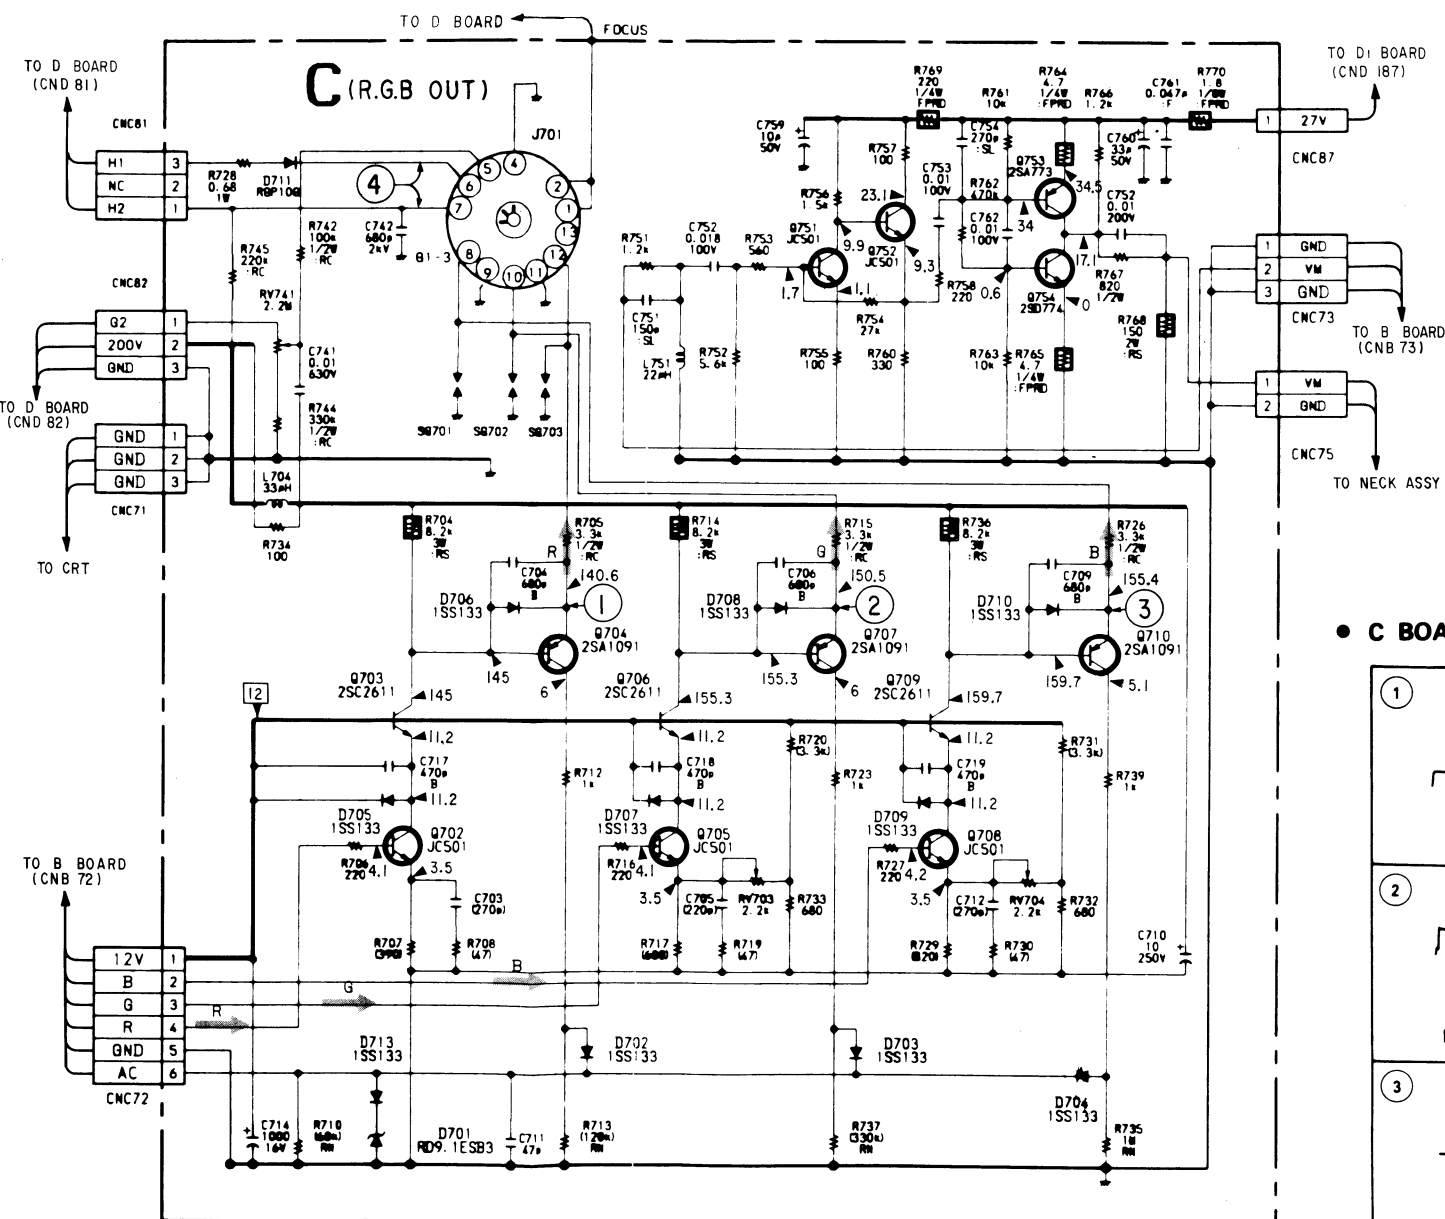 TO D BOARD
FOCUS
TO D BOARD
(CND 81)
C (R.G.B OUT)
TO D1 BOARD
(CND 187)
CNC81
H1 3
NC 2
H2 1
R728
0.68
1W
D711
RGP10G
4
J701
5
4
6
2
7
1
13
8
12
9
10
11
81-3
R745
220k
:RC
R742
100k
1/2W
:RC
C742
680p
2kV
RV741
2.2M
C759
10μ
50V
R769
220
1/4W
:FPRD
R757
100
R756
1.5k
C753
0.01
100V
C754
270p
:SL
R761
10k
R764
4.7
1/4W
:FPRD
R766
1.2k
C760
33μ
50V
C761
0.047μ
:F
R770
1.8
1/8W
:FPRD
1 27V
CNC87
Q753
2SA773
34.5
R762
470k
C762
0.01
100V
34
C752
0.01
200V
23.1
Q751
JC501
9.9
Q752
JC501
9.3
R751
1.2k
C752
0.018
100V
R753
560
1.7
1.1
R754
27k
R758
220
0.6
17.1
Q754
2SD774
0
R767
820
1/2W
R768
150
2W
:RS
C751
150p
:SL
L751
22μH
R752
5.6k
R755
100
R760
330
R763
10k
R765
4.7
1/4W
:FPRD
1 GND
2 VM
3 GND
CNC73
TO B BOARD
(CNB 73)
1 VM
2 GND
CNC75
TO NECK ASSY
CNC82
G2 1
200V 2
GND 3
TO D BOARD
(CND 82)
C741
0.01
630V
R744
330k
1/2W
:RC
SG701
SG702
SG703
GND 1
GND 2
GND 3
CNC71
TO CRT
L704
33μH
R734
100
R704
8.2k
3W
:RS
R705
3.3k
1/2W
:RC
R
C704
680p
B
D706
1SS133
140.6
1
Q704
2SA1091
145
6
R714
8.2k
3W
:RS
R715
3.3k
1/2W
:RC
G
C706
680p
B
D708
1SS133
150.5
2
Q707
2SA1091
155.3
6
R736
8.2k
3W
:RS
R726
3.3k
1/2W
:RC
B
C709
680p
B
D710
1SS133
155.4
3
Q710
2SA1091
159.7
5.1
12
Q703
2SC2611
145
11.2
C717
470p
B
11.2
D705
1SS133
Q702
JC501
R706
220
4.1
3.5
C703
(270p)
R707
(390)
R708
(47)
R712
1k
Q706
2SC2611
155.3
11.2
C718
470p
B
11.2
D707
1SS133
Q705
JC501
R716
220
4.1
3.5
C705
(220p)
RV703
2.2k
R717
(680)
R719
(47)
R720
(3.3k)
R733
680
R723
1k
Q709
2SC2611
159.7
11.2
C719
470p
B
11.2
D709
1SS133
Q708
JC501
R727
220
4.2
3.5
C712
(270p)
RV704
2.2k
R729
(820)
R730
(47)
R731
(3.3k)
R732
680
R739
1k
C710
10
250V
TO B BOARD
(CNB 72)
12V 1
B 2
G 3
R 4
GND 5
AC 6
CNC72
R
G
B
D713
1SS133
D702
1SS133
D703
1SS133
D704
1SS133
C714
1000
16V
R710
(68k)
RN
D701
RD9.1ESB3
C711
47p
R713
(120k)
RN
R737
(330k)
RN
R735
1M
RN
● C BOA
1
2
3